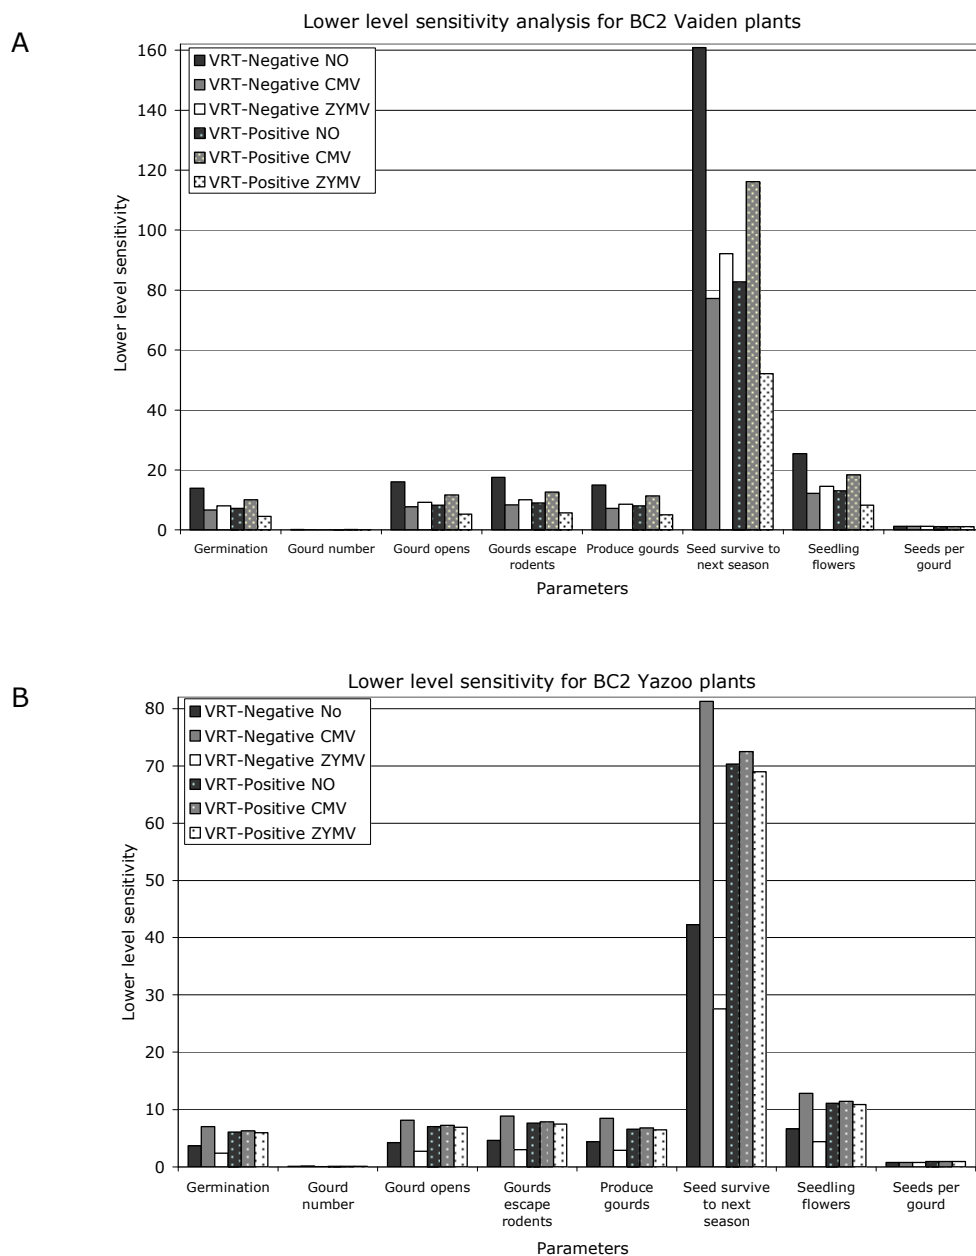 A
Lower level sensitivity analysis for BC2 Vaiden plants
VRT-Negative NO
VRT-Negative CMV
VRT-Negative ZYMV
VRT-Positive NO
VRT-Positive CMV
VRT-Positive ZYMV
Lower level sensitivity
160
140
120
100
80
60
40
20
0
Germination
Gourd number
Gourd opens
Gourds escape
rodents
Produce gourds
Seed survive to
next season
Seedling
flowers
Seeds per
gourd
Parameters
B
Lower level sensitivity for BC2 Yazoo plants
VRT-Negative No
VRT-Negative CMV
VRT-Negative ZYMV
VRT-Positive NO
VRT-Positive CMV
VRT-Positive ZYMV
Lower level sensitivity
80
70
60
50
40
30
20
10
0
Germination
Gourd
number
Gourd opens
Gourds
escape
rodents
Produce
gourds
Seed survive
to next
season
Seedling
flowers
Seeds per
gourd
Parameters